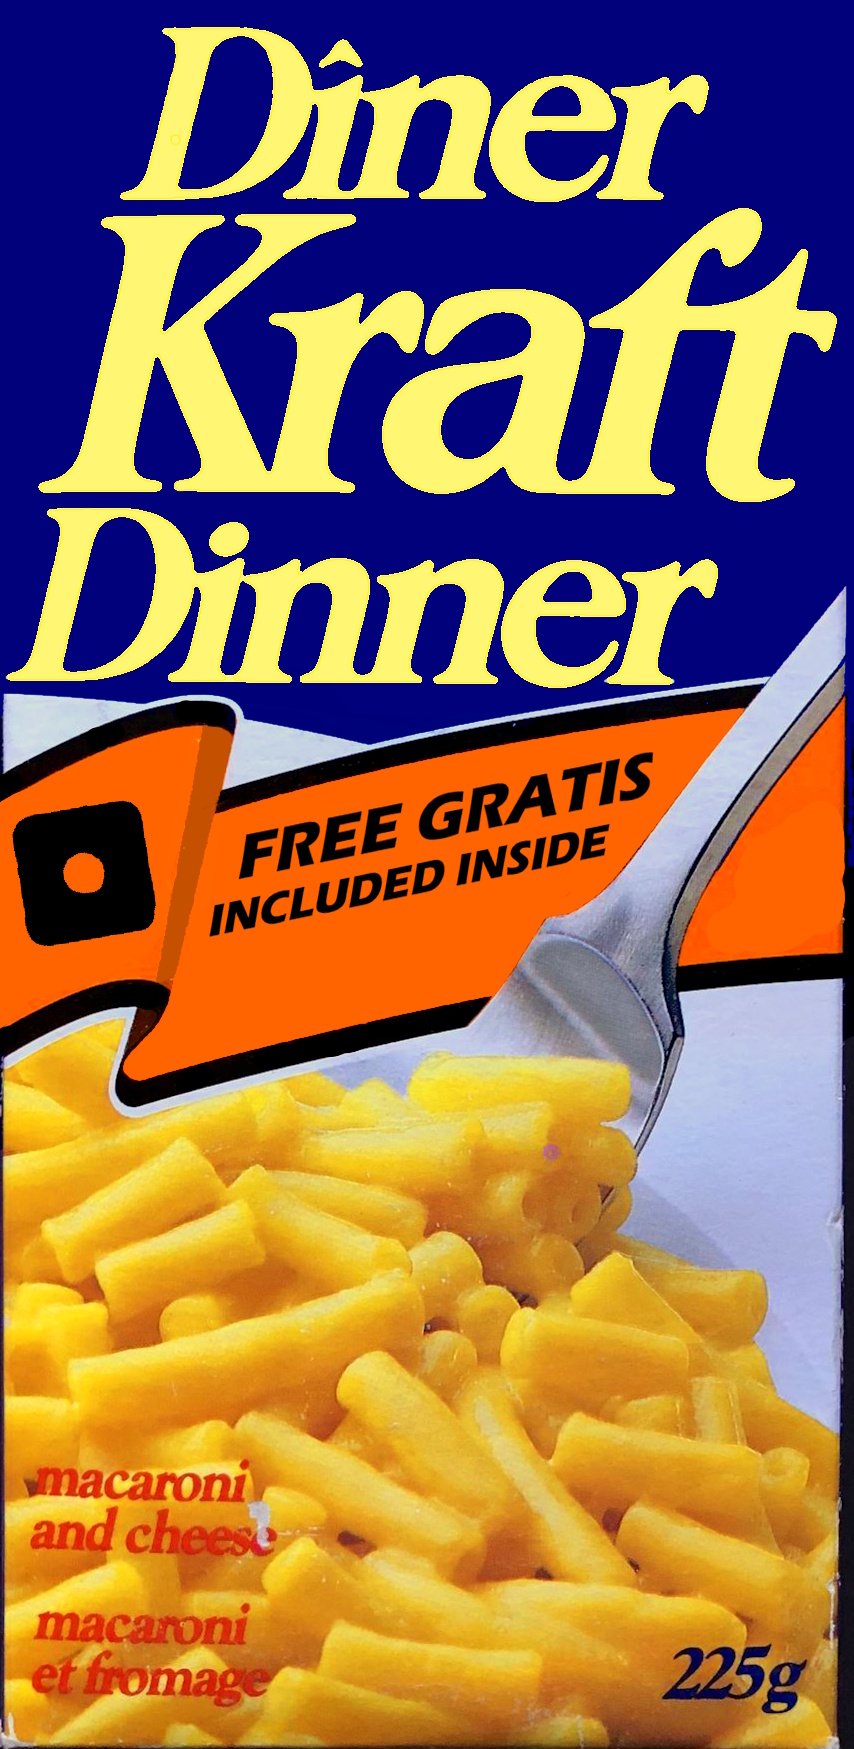 Dîner
Kraft
Dinner
FREE GRATIS
INCLUDED INSIDE
macaroni
and cheese
macaroni
et fromage
225g